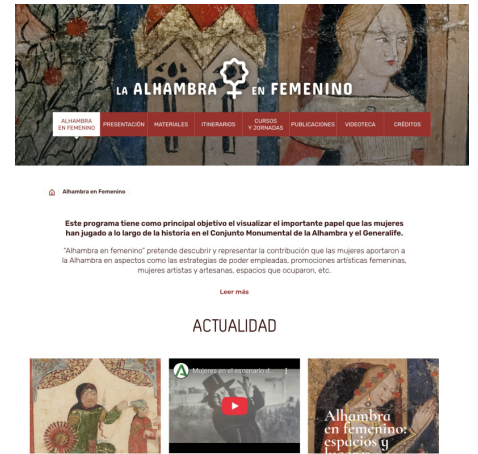 LA ALHAMBRA EN FEMENINO
ALHAMBRA
EN FEMENINO
PRESENTACIÓN
MATERIALES
ITINERARIOS
CURSOS
Y JORNADAS
PUBLICACIONES
VIDEOTECA
CRÉDITOS
Alhambra en Femenino
Este programa tiene como principal objetivo el visualizar el importante papel que las mujeres
han jugado a lo largo de la historia en el Conjunto Monumental de la Alhambra y el Generalife.
"Alhambra en femenino" pretende descubrir y representar la contribución que las mujeres aportaron a
la Alhambra en aspectos como las estrategias de poder empleadas, promociones artísticas femeninas,
mujeres artistas y artesanas, espacios que ocuparon, etc.
Leer más
ACTUALIDAD
Mujeres en el escenario d...
Alhambra
en femenino:
espacios y